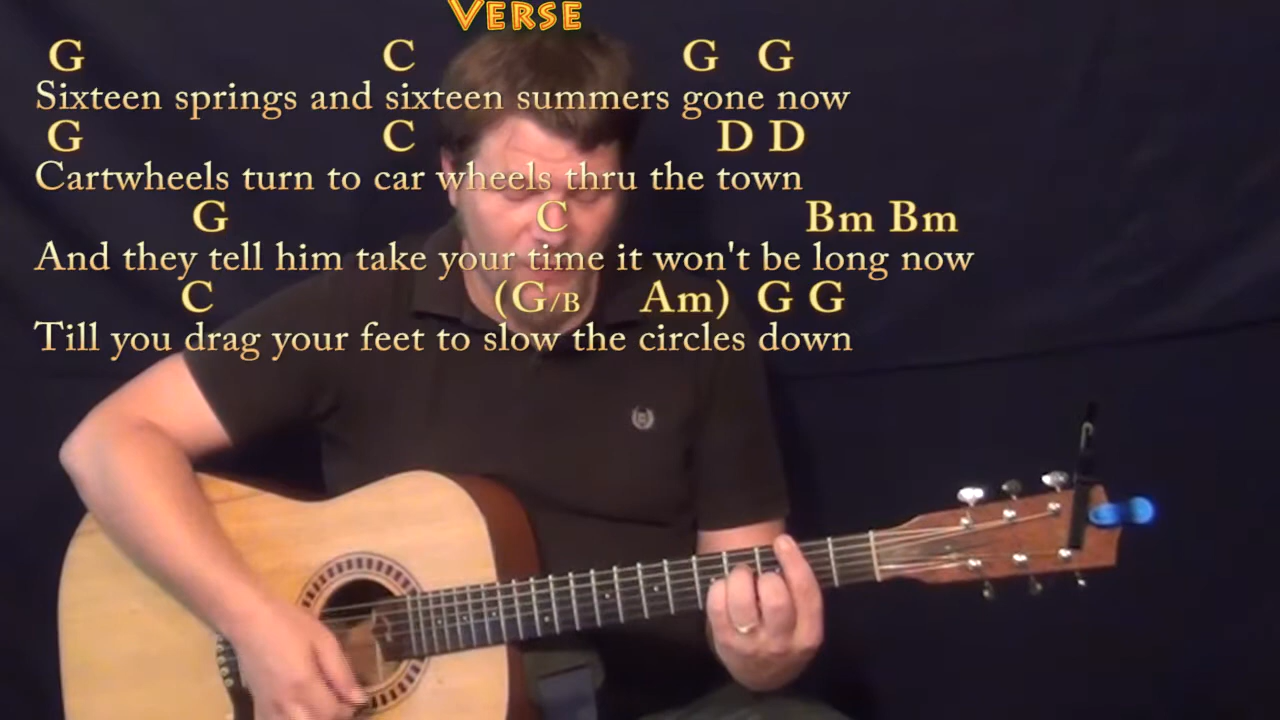 VERSE
G C G G
Sixteen springs and sixteen summers gone now
G C D D
Cartwheels turn to car wheels thru the town
G C Bm Bm
And they tell him take your time it won't be long now
C (G/B Am) G G
Till you drag your feet to slow the circles down